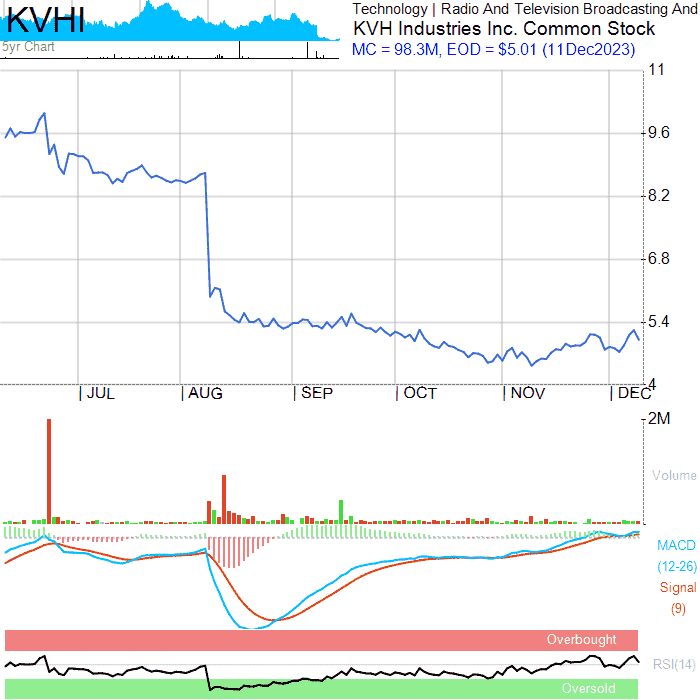 KVHI
5yr Chart
Technology | Radio And Television Broadcasting And
KVH Industries Inc. Common Stock
MC = 98.3M, EOD = $5.01 (11Dec2023)
11
9.6
8.2
6.8
5.4
4
| JUL | AUG | SEP | OCT | NOV | DEC
2M
Volume
MACD
(12-26)
Signal
(9)
Overbought
RSI(14)
Oversold